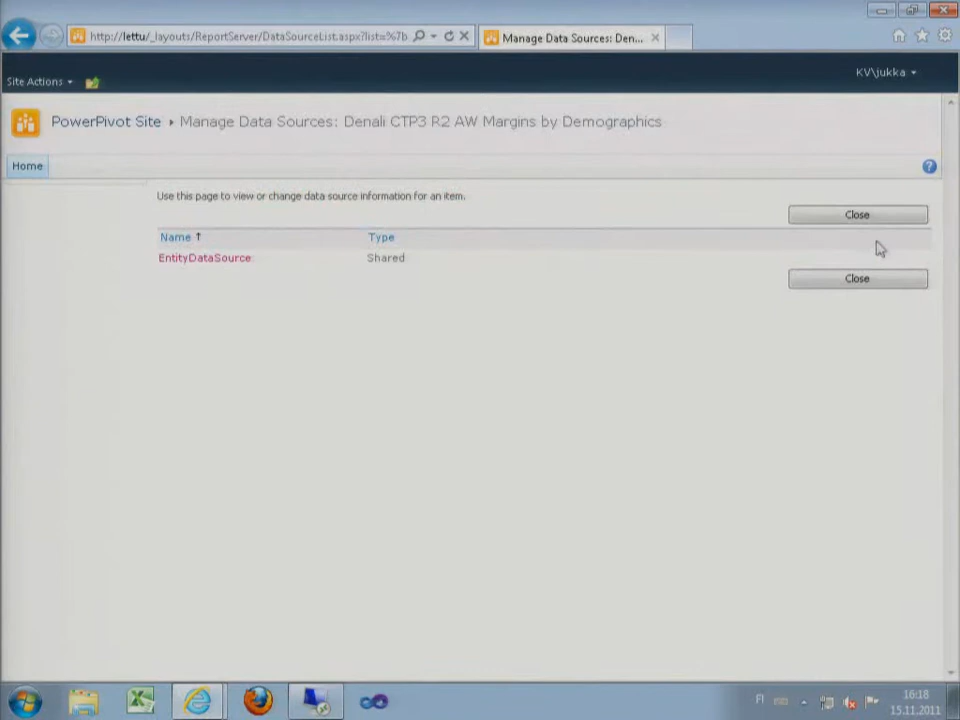 http://lettu/_layouts/ReportServer/DataSourceList.aspx?list=%7b
Manage Data Sources: Den...
Site Actions
KV\jukka
PowerPivot Site ▸ Manage Data Sources: Denali CTP3 R2 AW Margins by Demographics
Home
Use this page to view or change data source information for an item.
Close
Name ↑ Type
EntityDataSource Shared
Close
FI
16:18
15.11.2011